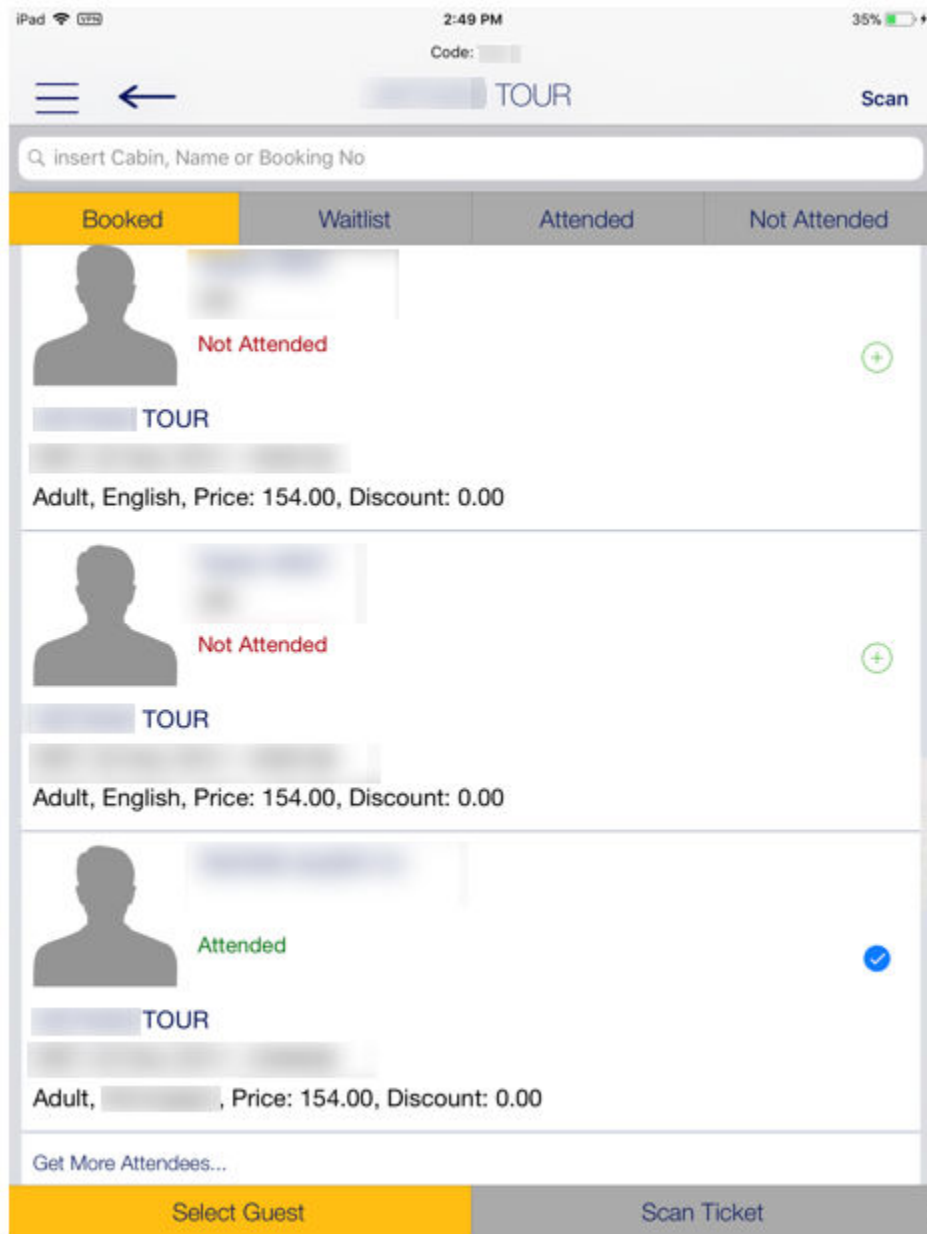 iPad VPN 2:49 PM 35%
Code:
TOUR Scan
insert Cabin, Name or Booking No
Booked Waitlist Attended Not Attended
Not Attended
TOUR
Adult, English, Price: 154.00, Discount: 0.00
Not Attended
TOUR
Adult, English, Price: 154.00, Discount: 0.00
Attended
TOUR
Adult, , Price: 154.00, Discount: 0.00
Get More Attendees...
Select Guest Scan Ticket